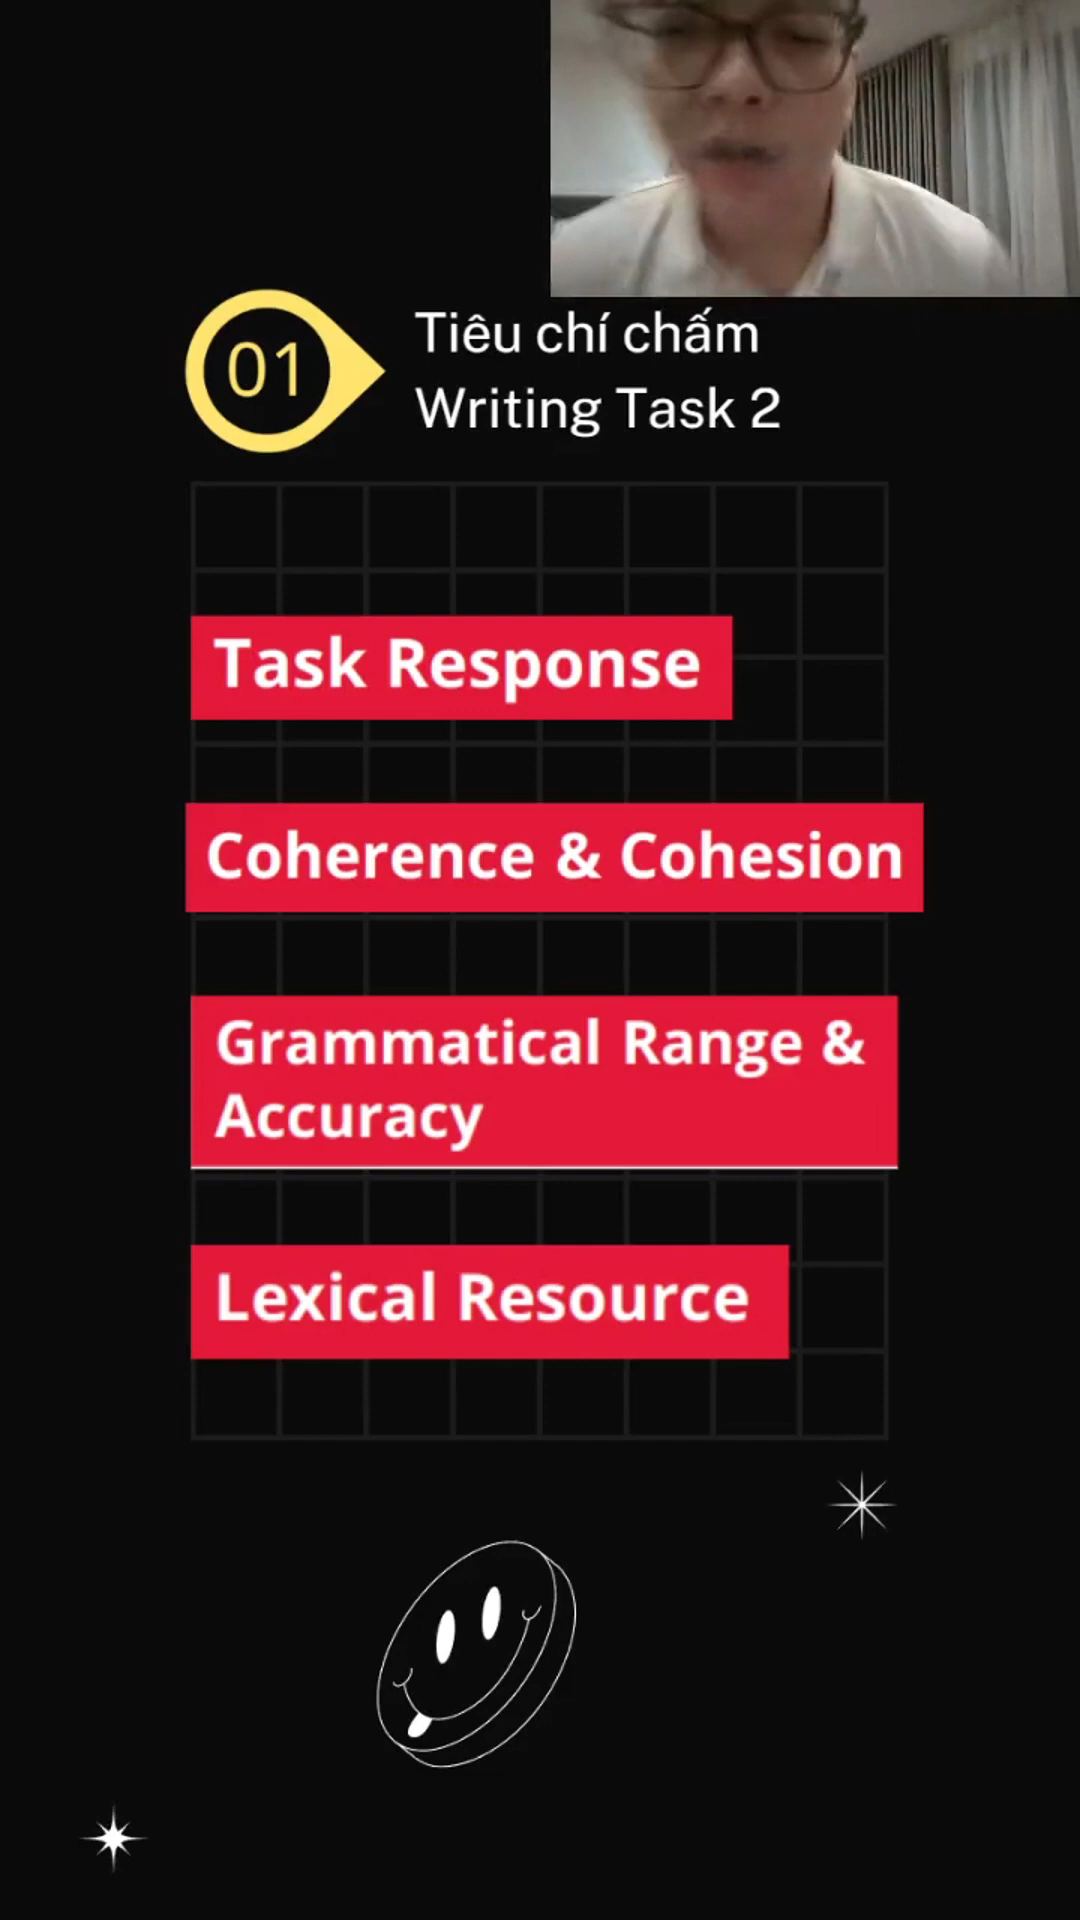 01
Tiêu chí chấm
Writing Task 2
Task Response
Coherence & Cohesion
Grammatical Range &
Accuracy
Lexical Resource